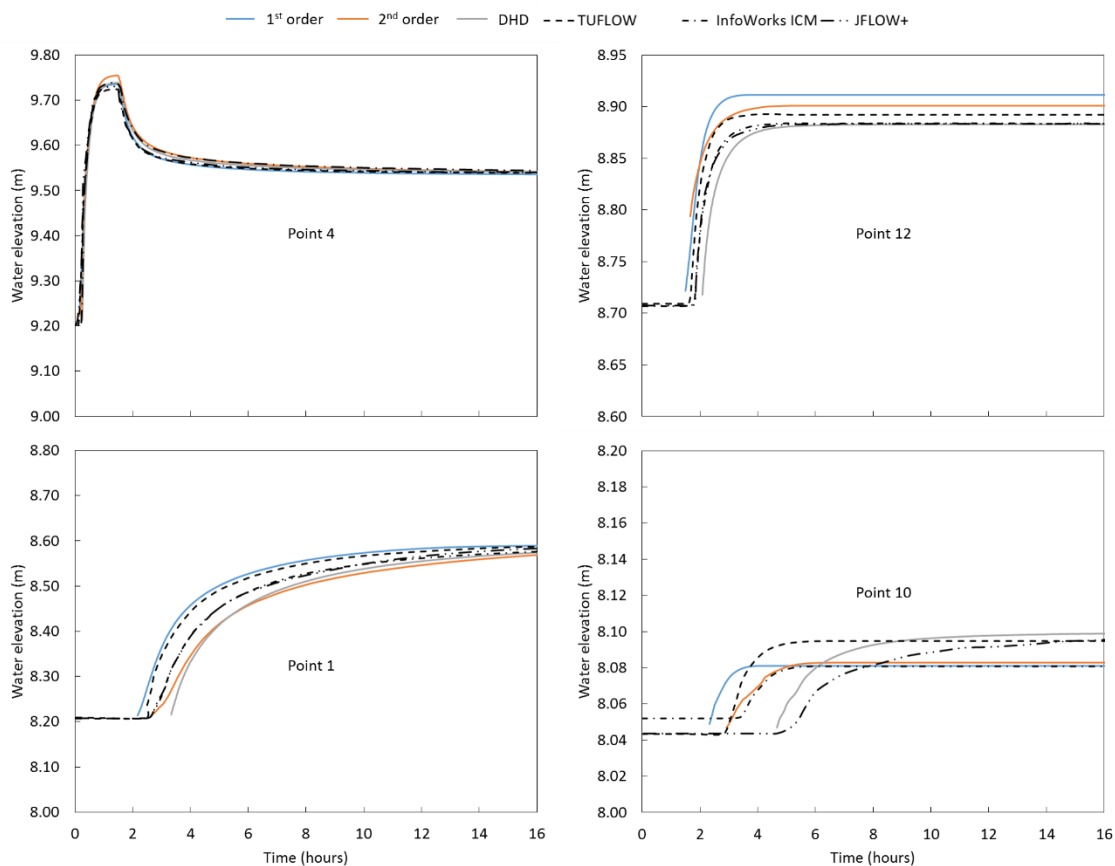 1st order 2nd order DHD TUFLOW InfoWorks ICM JFLOW+
9.80
9.70
9.60
9.50
9.40
9.30
9.20
9.10
9.00
Water elevation (m)
Point 4
0 2 4 6 8 10 12 14 16
8.95
8.90
8.85
8.80
8.75
8.70
8.65
8.60
Water elevation (m)
Point 12
0 2 4 6 8 10 12 14 16
8.80
8.70
8.60
8.50
8.40
8.30
8.20
8.10
8.00
Water elevation (m)
Point 1
0 2 4 6 8 10 12 14 16
Time (hours)
8.20
8.18
8.16
8.14
8.12
8.10
8.08
8.06
8.04
8.02
8.00
Water elevation (m)
Point 10
0 2 4 6 8 10 12 14 16
Time (hours)